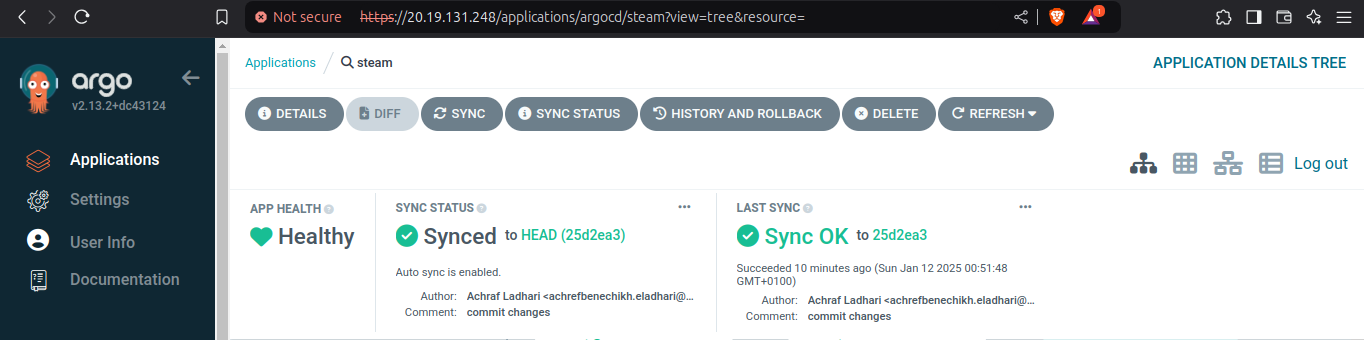 Not secure https://20.19.131.248/applications/argocd/steam?view=tree&resource= 1
argo
v2.13.2+dc43124
Applications
Settings
User Info
Documentation
Applications / steam
APPLICATION DETAILS TREE
DETAILS DIFF SYNC SYNC STATUS HISTORY AND ROLLBACK DELETE REFRESH
Log out
APP HEALTH
Healthy
SYNC STATUS
Synced to HEAD (25d2ea3)
Auto sync is enabled.
Author: Achraf Ladhari <achrefbenechikh.eladhari@...
Comment: commit changes
LAST SYNC
Sync OK to 25d2ea3
Succeeded 10 minutes ago (Sun Jan 12 2025 00:51:48
GMT+0100)
Author: Achraf Ladhari <achrefbenechikh.eladhari@...
Comment: commit changes